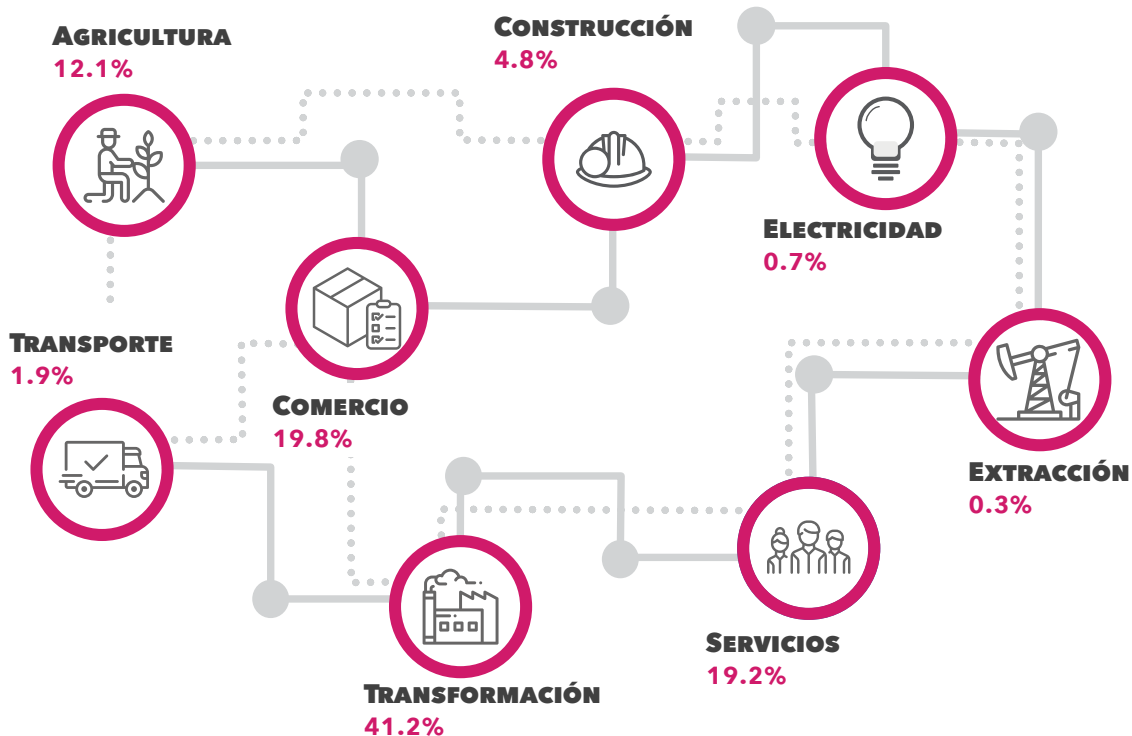 AGRICULTURA
12.1%
CONSTRUCCIÓN
4.8%
ELECTRICIDAD
0.7%
TRANSPORTE
1.9%
COMERCIO
19.8%
EXTRACCIÓN
0.3%
SERVICIOS
19.2%
TRANSFORMACIÓN
41.2%